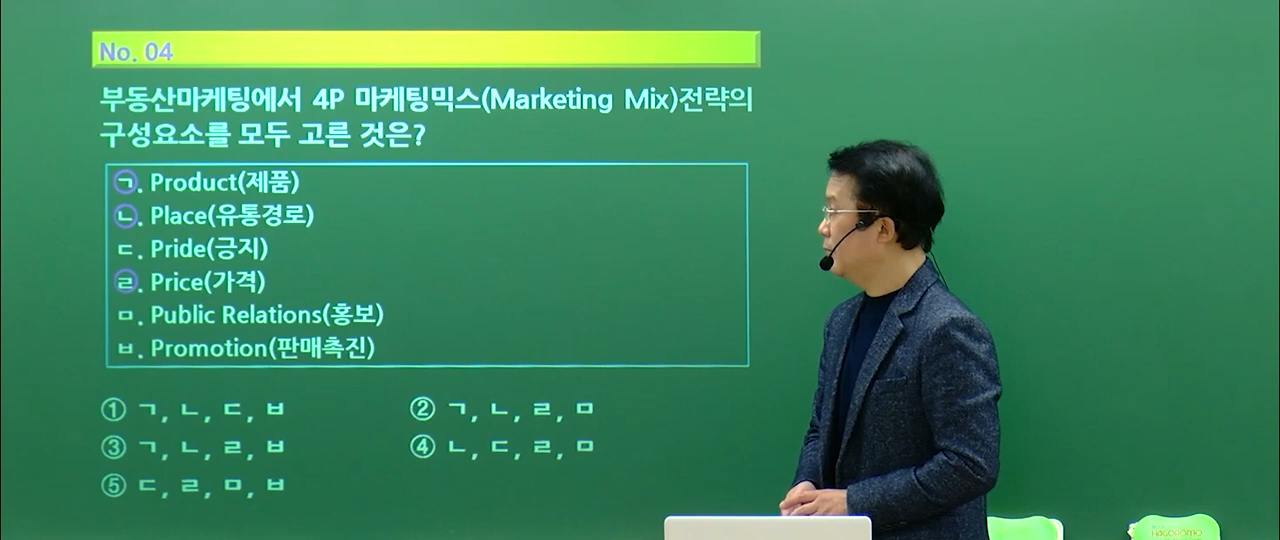 No. 04
부동산마케팅에서 4P 마케팅믹스(Marketing Mix)전략의
구성요소를 모두 고른 것은?
ㄱ. Product(제품)
ㄴ. Place(유통경로)
ㄷ. Pride(긍지)
ㄹ. Price(가격)
ㅁ. Public Relations(홍보)
ㅂ. Promotion(판매촉진)
① ㄱ, ㄴ, ㄷ, ㅂ ② ㄱ, ㄴ, ㄹ, ㅁ
③ ㄱ, ㄴ, ㄹ, ㅂ ④ ㄴ, ㄷ, ㄹ, ㅁ
⑤ ㄷ, ㄹ, ㅁ, ㅂ
HAGOROMO